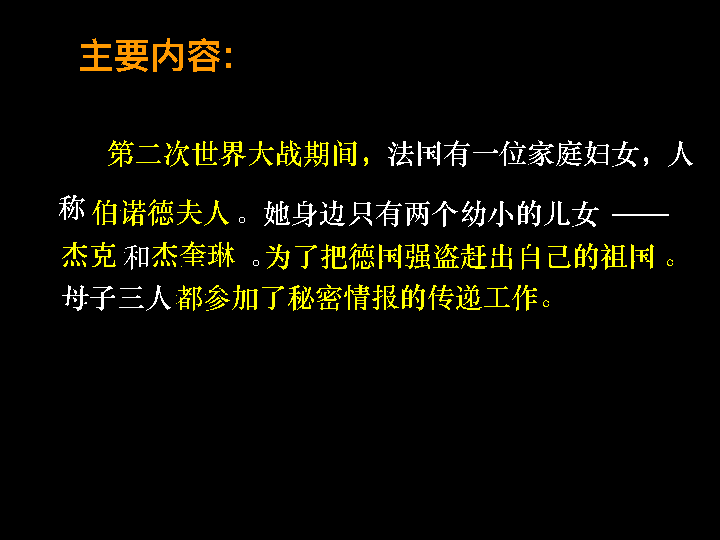 主要内容:
第二次世界大战期间，法国有一位家庭妇女，人
称伯诺德夫人。她身边只有两个幼小的儿女 ——
杰克和杰奎琳 。为了把德国强盗赶出自己的祖国 。
母子三人都参加了秘密情报的传递工作。